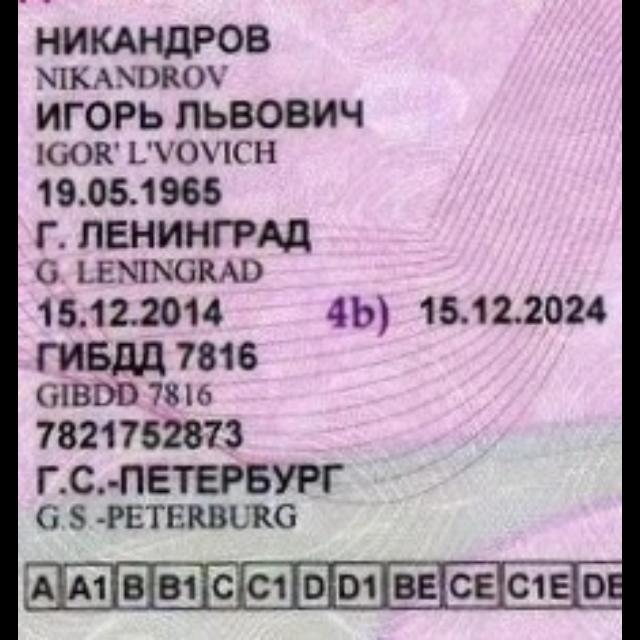 НИКАНДРОВ
NIKANDROV
ИГОРЬ ЛЬВОВИЧ
IGOR' L'VOVICH
19.05.1965
Г. ЛЕНИНГРАД
G. LENINGRAD
15.12.2014 4b) 15.12.2024
ГИБДД 7816
GIBDD 7816
7821752873
Г.С.-ПЕТЕРБУРГ
G.S.-PETERBURG
A A1 B B1 C C1 D D1 BE CE C1E DE